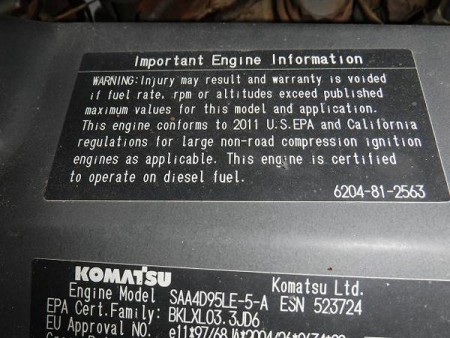 Important Engine Information
WARNING: Injury may result and warranty is voided
if fuel rate, rpm or altitudes exceed published
maximum values for this model and application.
This engine conforms to 2011 U.S.EPA and California
regulations for large non-road compression ignition
engines as applicable. This engine is certified
to operate on diesel fuel.
6204-81-2563
KOMATSU Komatsu Ltd.
Engine Model SAA4D95LE-5-A ESN 523724
EPA Cert.Family: BKLXL03.3JD6
EU Approval NO.